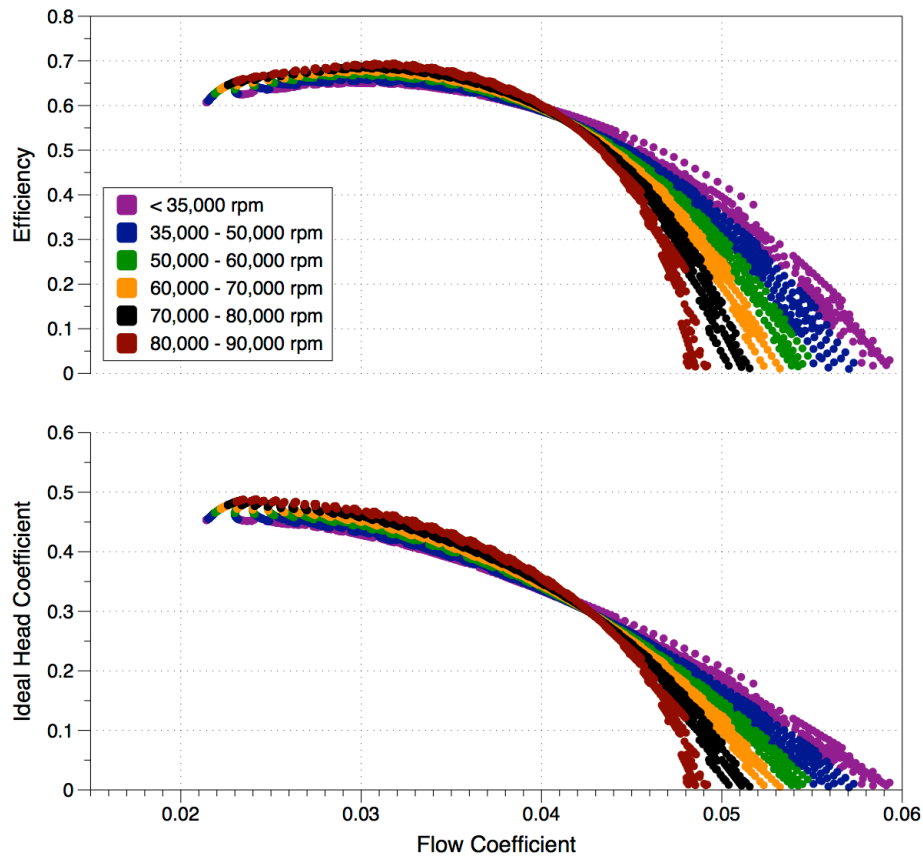 0.8
0.7
0.6
0.5
0.4
0.3
0.2
0.1
0
Efficiency
< 35,000 rpm
35,000 - 50,000 rpm
50,000 - 60,000 rpm
60,000 - 70,000 rpm
70,000 - 80,000 rpm
80,000 - 90,000 rpm
0.6
0.5
0.4
0.3
0.2
0.1
0
Ideal Head Coefficient
0.02 0.03 0.04 0.05 0.06
Flow Coefficient